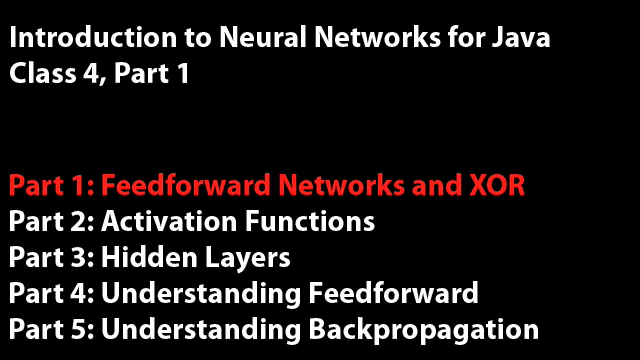 Introduction to Neural Networks for Java
Class 4, Part 1
Part 1: Feedforward Networks and XOR
Part 2: Activation Functions
Part 3: Hidden Layers
Part 4: Understanding Feedforward
Part 5: Understanding Backpropagation